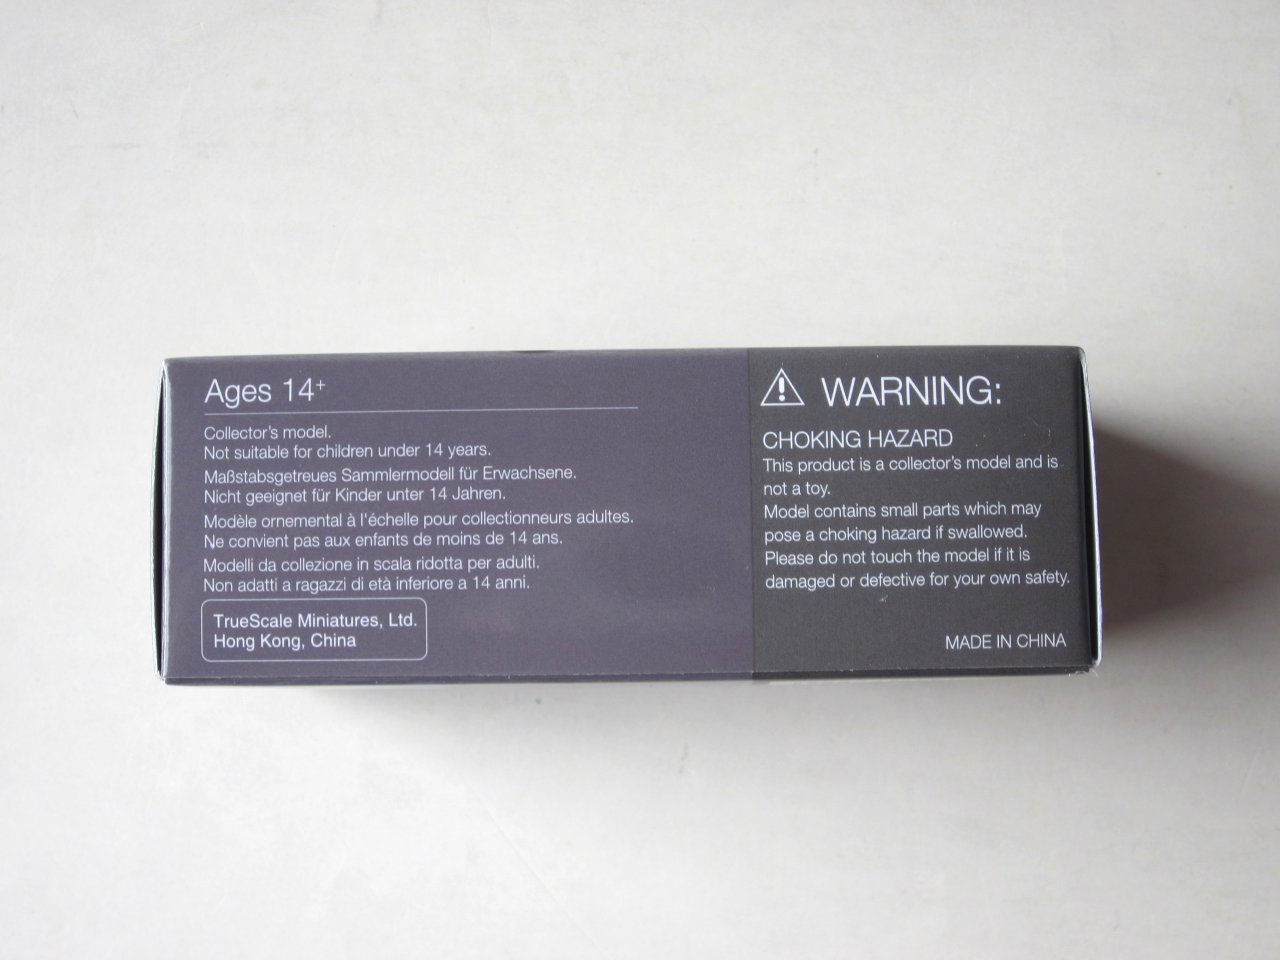 Ages 14+
Collector's model.
Not suitable for children under 14 years.
Maßstabsgetreues Sammlermodell für Erwachsene.
Nicht geeignet für Kinder unter 14 Jahren.
Modèle ornemental à l'échelle pour collectionneurs adultes.
Ne convient pas aux enfants de moins de 14 ans.
Modelli da collezione in scala ridotta per adulti.
Non adatti a ragazzi di età inferiore a 14 anni.
TrueScale Miniatures, Ltd.
Hong Kong, China
WARNING:
CHOKING HAZARD
This product is a collector's model and is
not a toy.
Model contains small parts which may
pose a choking hazard if swallowed.
Please do not touch the model if it is
damaged or defective for your own safety.
MADE IN CHINA